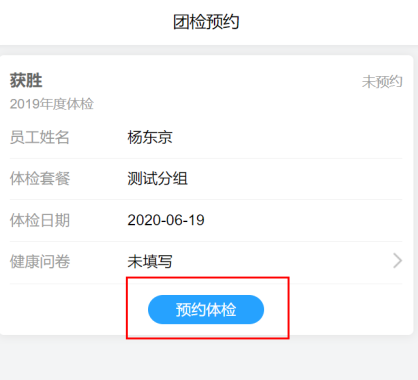 团检预约
获胜 未预约
2019年度体检
员工姓名 杨东京
体检套餐 测试分组
体检日期 2020-06-19
健康问卷 未填写
预约体检